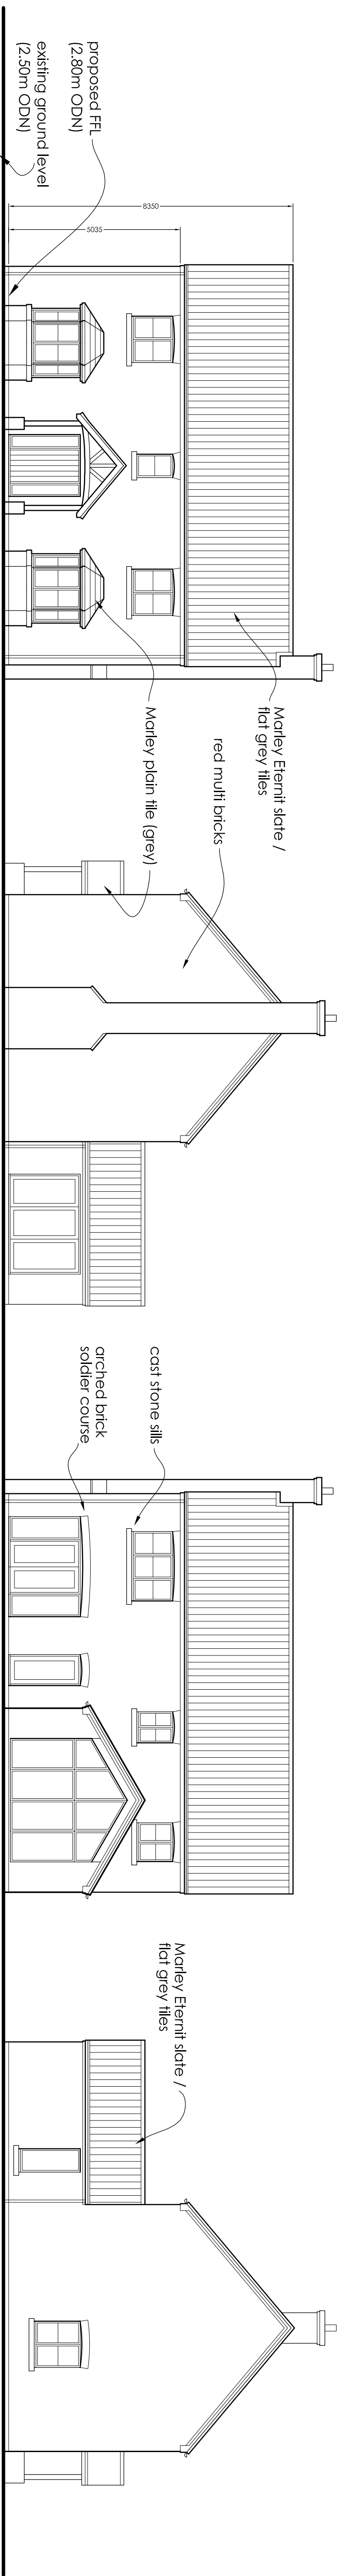 proposed FFL
(2.80m ODN)
existing ground level
(2.50m ODN)
8350
5035
Marley Eternit slate /
flat grey tiles
red multi bricks
Marley plain tile (grey)
cast stone sills
arched brick
soldier course
Marley Eternit slate /
flat grey tiles